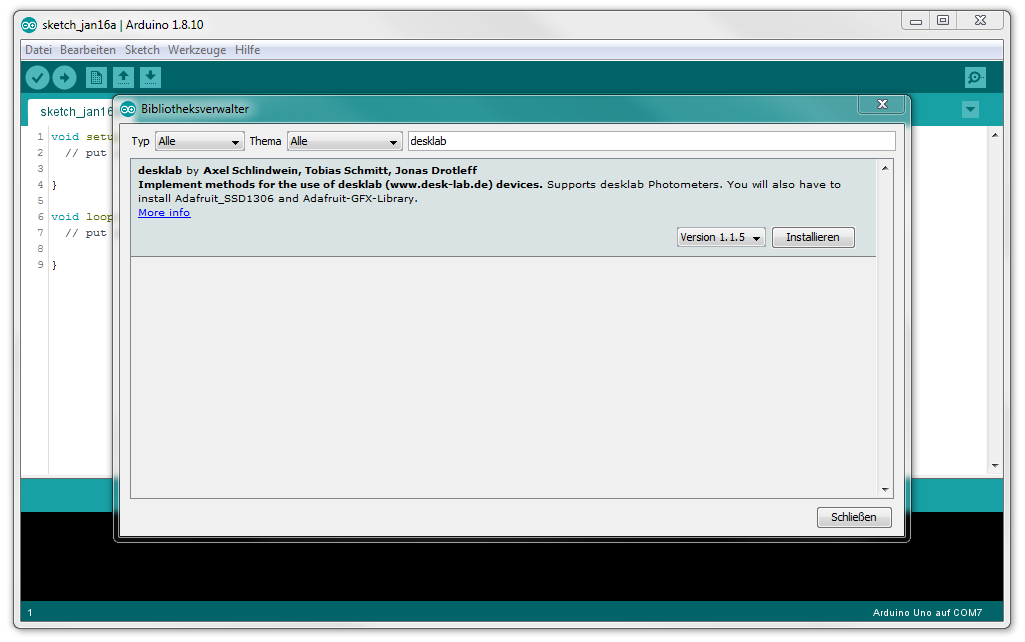 sketch_jan16a | Arduino 1.8.10
Datei Bearbeiten Sketch Werkzeuge Hilfe
sketch_jan16
Bibliotheksverwalter
Typ Alle Thema Alle desklab
desklab by Axel Schlindwein, Tobias Schmitt, Jonas Drotleff
Implement methods for the use of desklab (www.desk-lab.de) devices. Supports desklab Photometers. You will also have to
install Adafruit_SSD1306 and Adafruit-GFX-Library.
More info
Version 1.1.5 Installieren
Schließen
1 void setu
2 // put
3
4 }
5
6 void loop
7 // put
8
9 }
1 Arduino Uno auf COM7